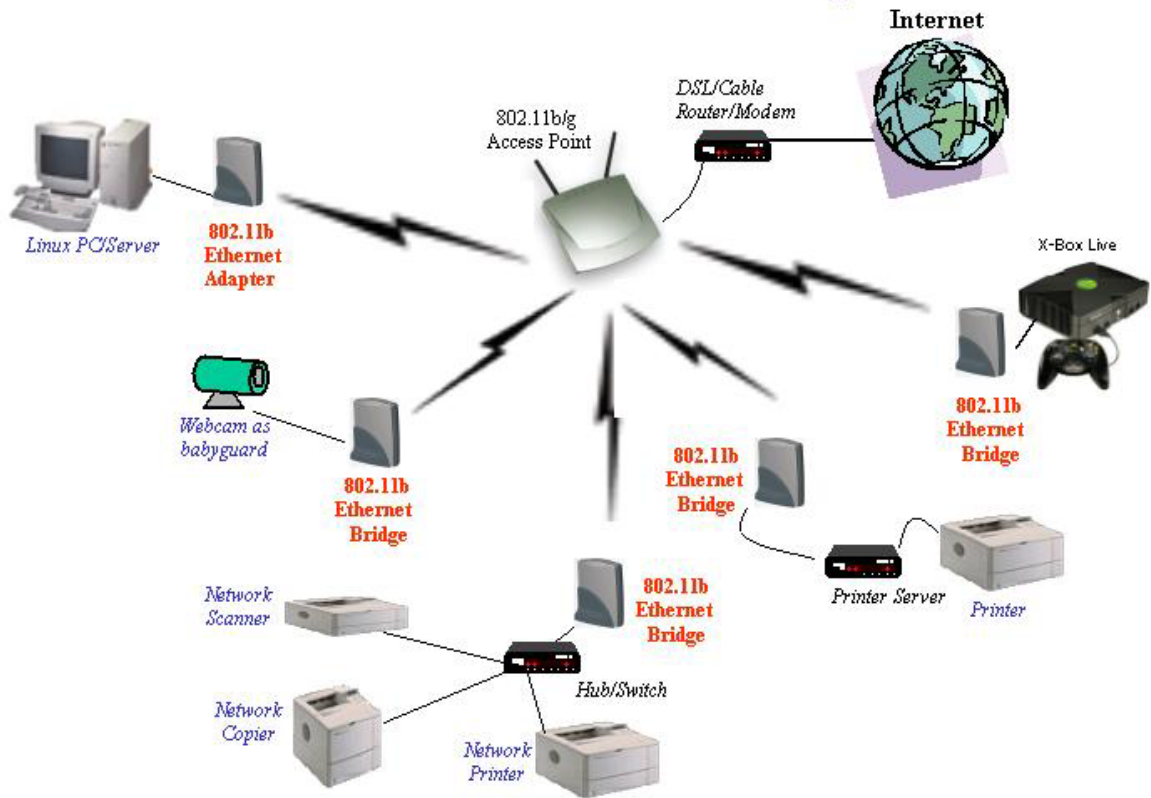 Internet
DSL/Cable
Router/Modem
802.11b/g
Access Point
Linux PC/Server
802.11b
Ethernet
Adapter
X-Box Live
802.11b
Ethernet
Bridge
Webcam as
babyguard
802.11b
Ethernet
Bridge
802.11b
Ethernet
Bridge
Printer Server
Printer
802.11b
Ethernet
Bridge
Network
Scanner
Hub/Switch
Network
Copier
Network
Printer